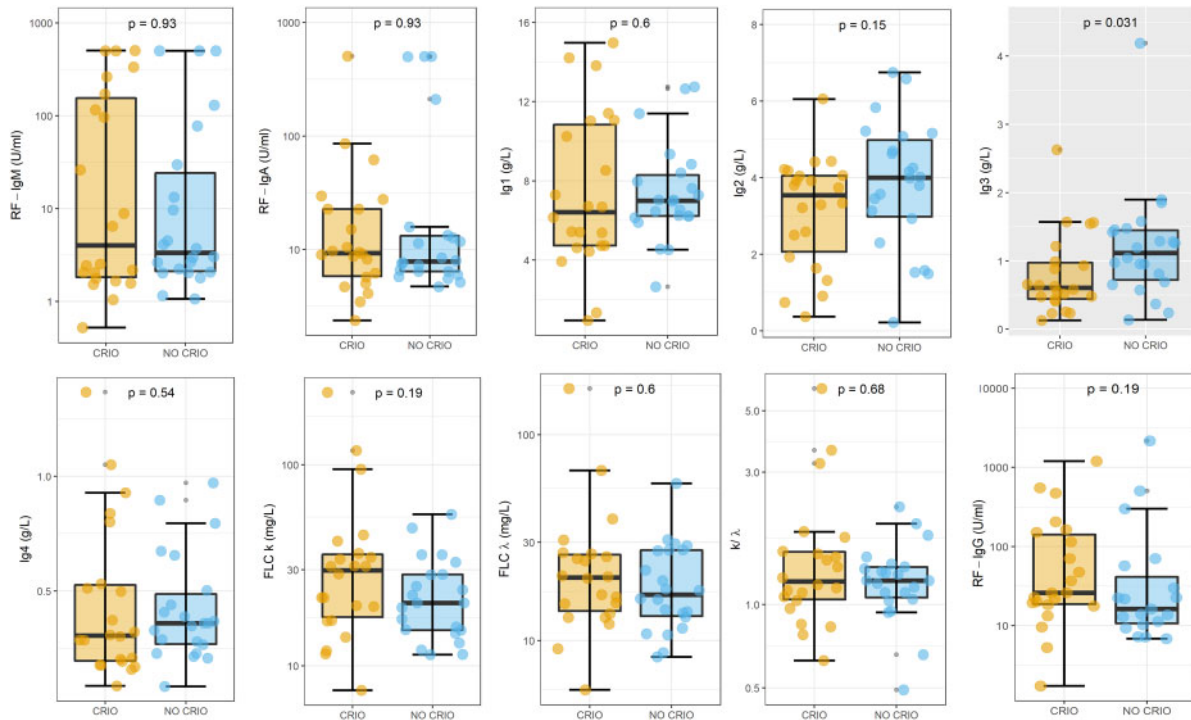 p = 0.93
1000
100
10
1
RF − IgM (U/ml)
CRIO
NO CRIO
p = 0.93
1000
100
10
RF − IgA (U/ml)
CRIO
NO CRIO
p = 0.6
16
12
8
4
Ig1 (g/L)
CRIO
NO CRIO
p = 0.15
8
6
4
2
0
Ig2 (g/L)
CRIO
NO CRIO
p = 0.031
4
3
2
1
0
Ig3 (g/L)
CRIO
NO CRIO
p = 0.54
1.0
0.5
Ig4 (g/L)
CRIO
NO CRIO
p = 0.19
100
30
10
FLC k (mg/L)
CRIO
NO CRIO
p = 0.6
100
30
10
FLC λ (mg/L)
CRIO
NO CRIO
p = 0.68
5.0
3.0
1.0
0.5
k/ λ
CRIO
NO CRIO
p = 0.19
10000
1000
100
10
RF − IgG (U/ml)
CRIO
NO CRIO